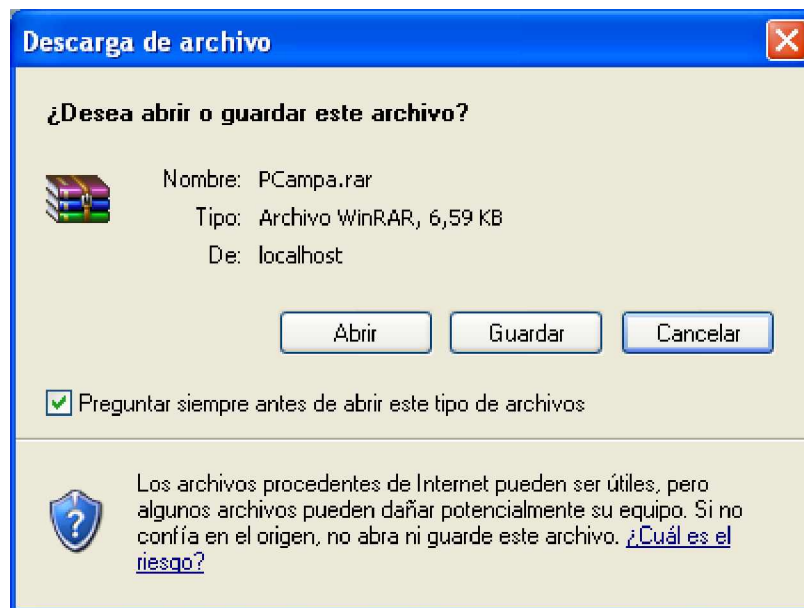 Descarga de archivo
¿Desea abrir o guardar este archivo?
Nombre: PCampa.rar
Tipo: Archivo WinRAR, 6,59 KB
De: localhost
Abrir Guardar Cancelar
Preguntar siempre antes de abrir este tipo de archivos
Los archivos procedentes de Internet pueden ser útiles, pero
algunos archivos pueden dañar potencialmente su equipo. Si no
confía en el origen, no abra ni guarde este archivo. ¿Cuál es el
riesgo?